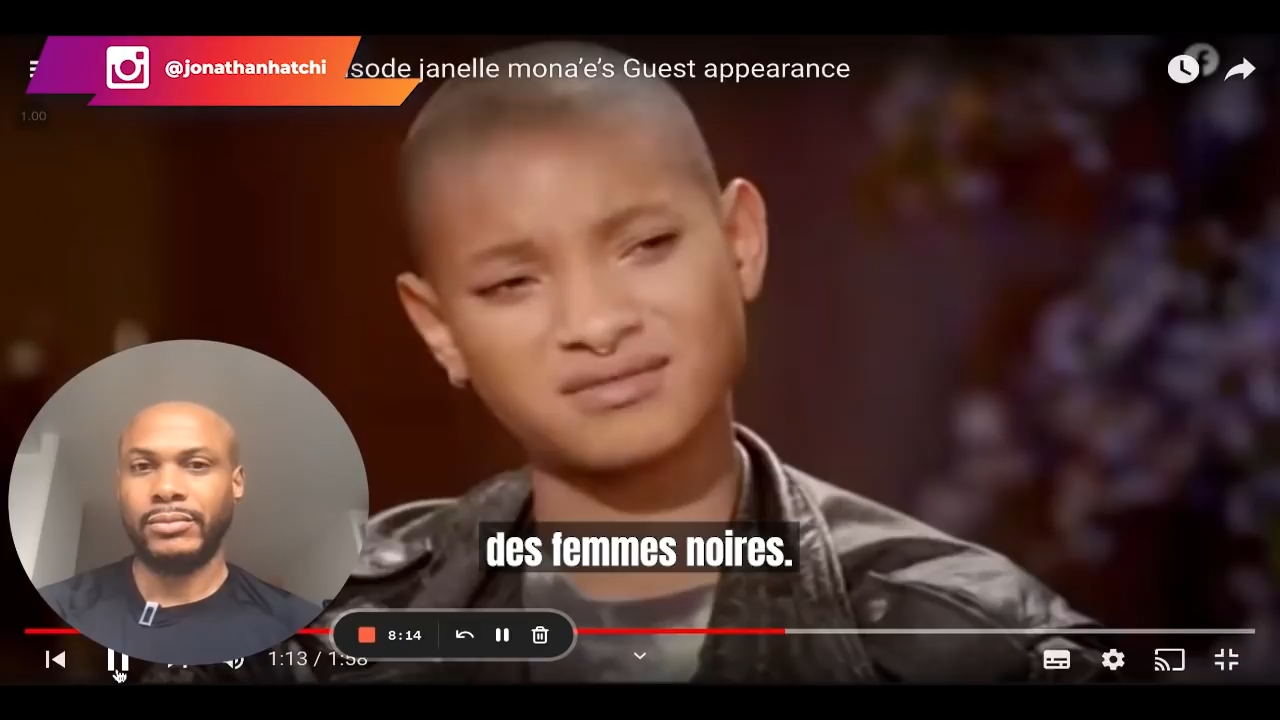 @jonathanhatchi
sode janelle mona’e’s Guest appearance
1.00
des femmes noires.
8:14
1:13 / 1:58